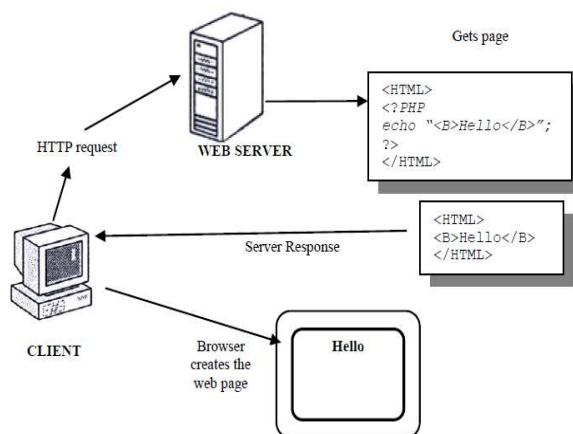 Gets page
<HTML>
<?PHP
echo “<B>Hello</B>”;
?>
</HTML>
HTTP request
WEB SERVER
<HTML>
<B>Hello</B>
</HTML>
Server Response
CLIENT
Browser
creates the
web page
Hello